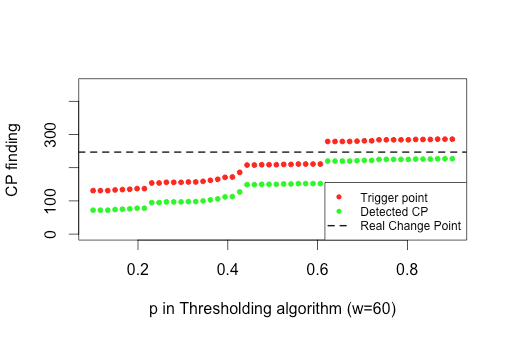 CP finding
300
100
0
0.2
0.4
0.6
0.8
Trigger point
Detected CP
Real Change Point
p in Thresholding algorithm (w=60)